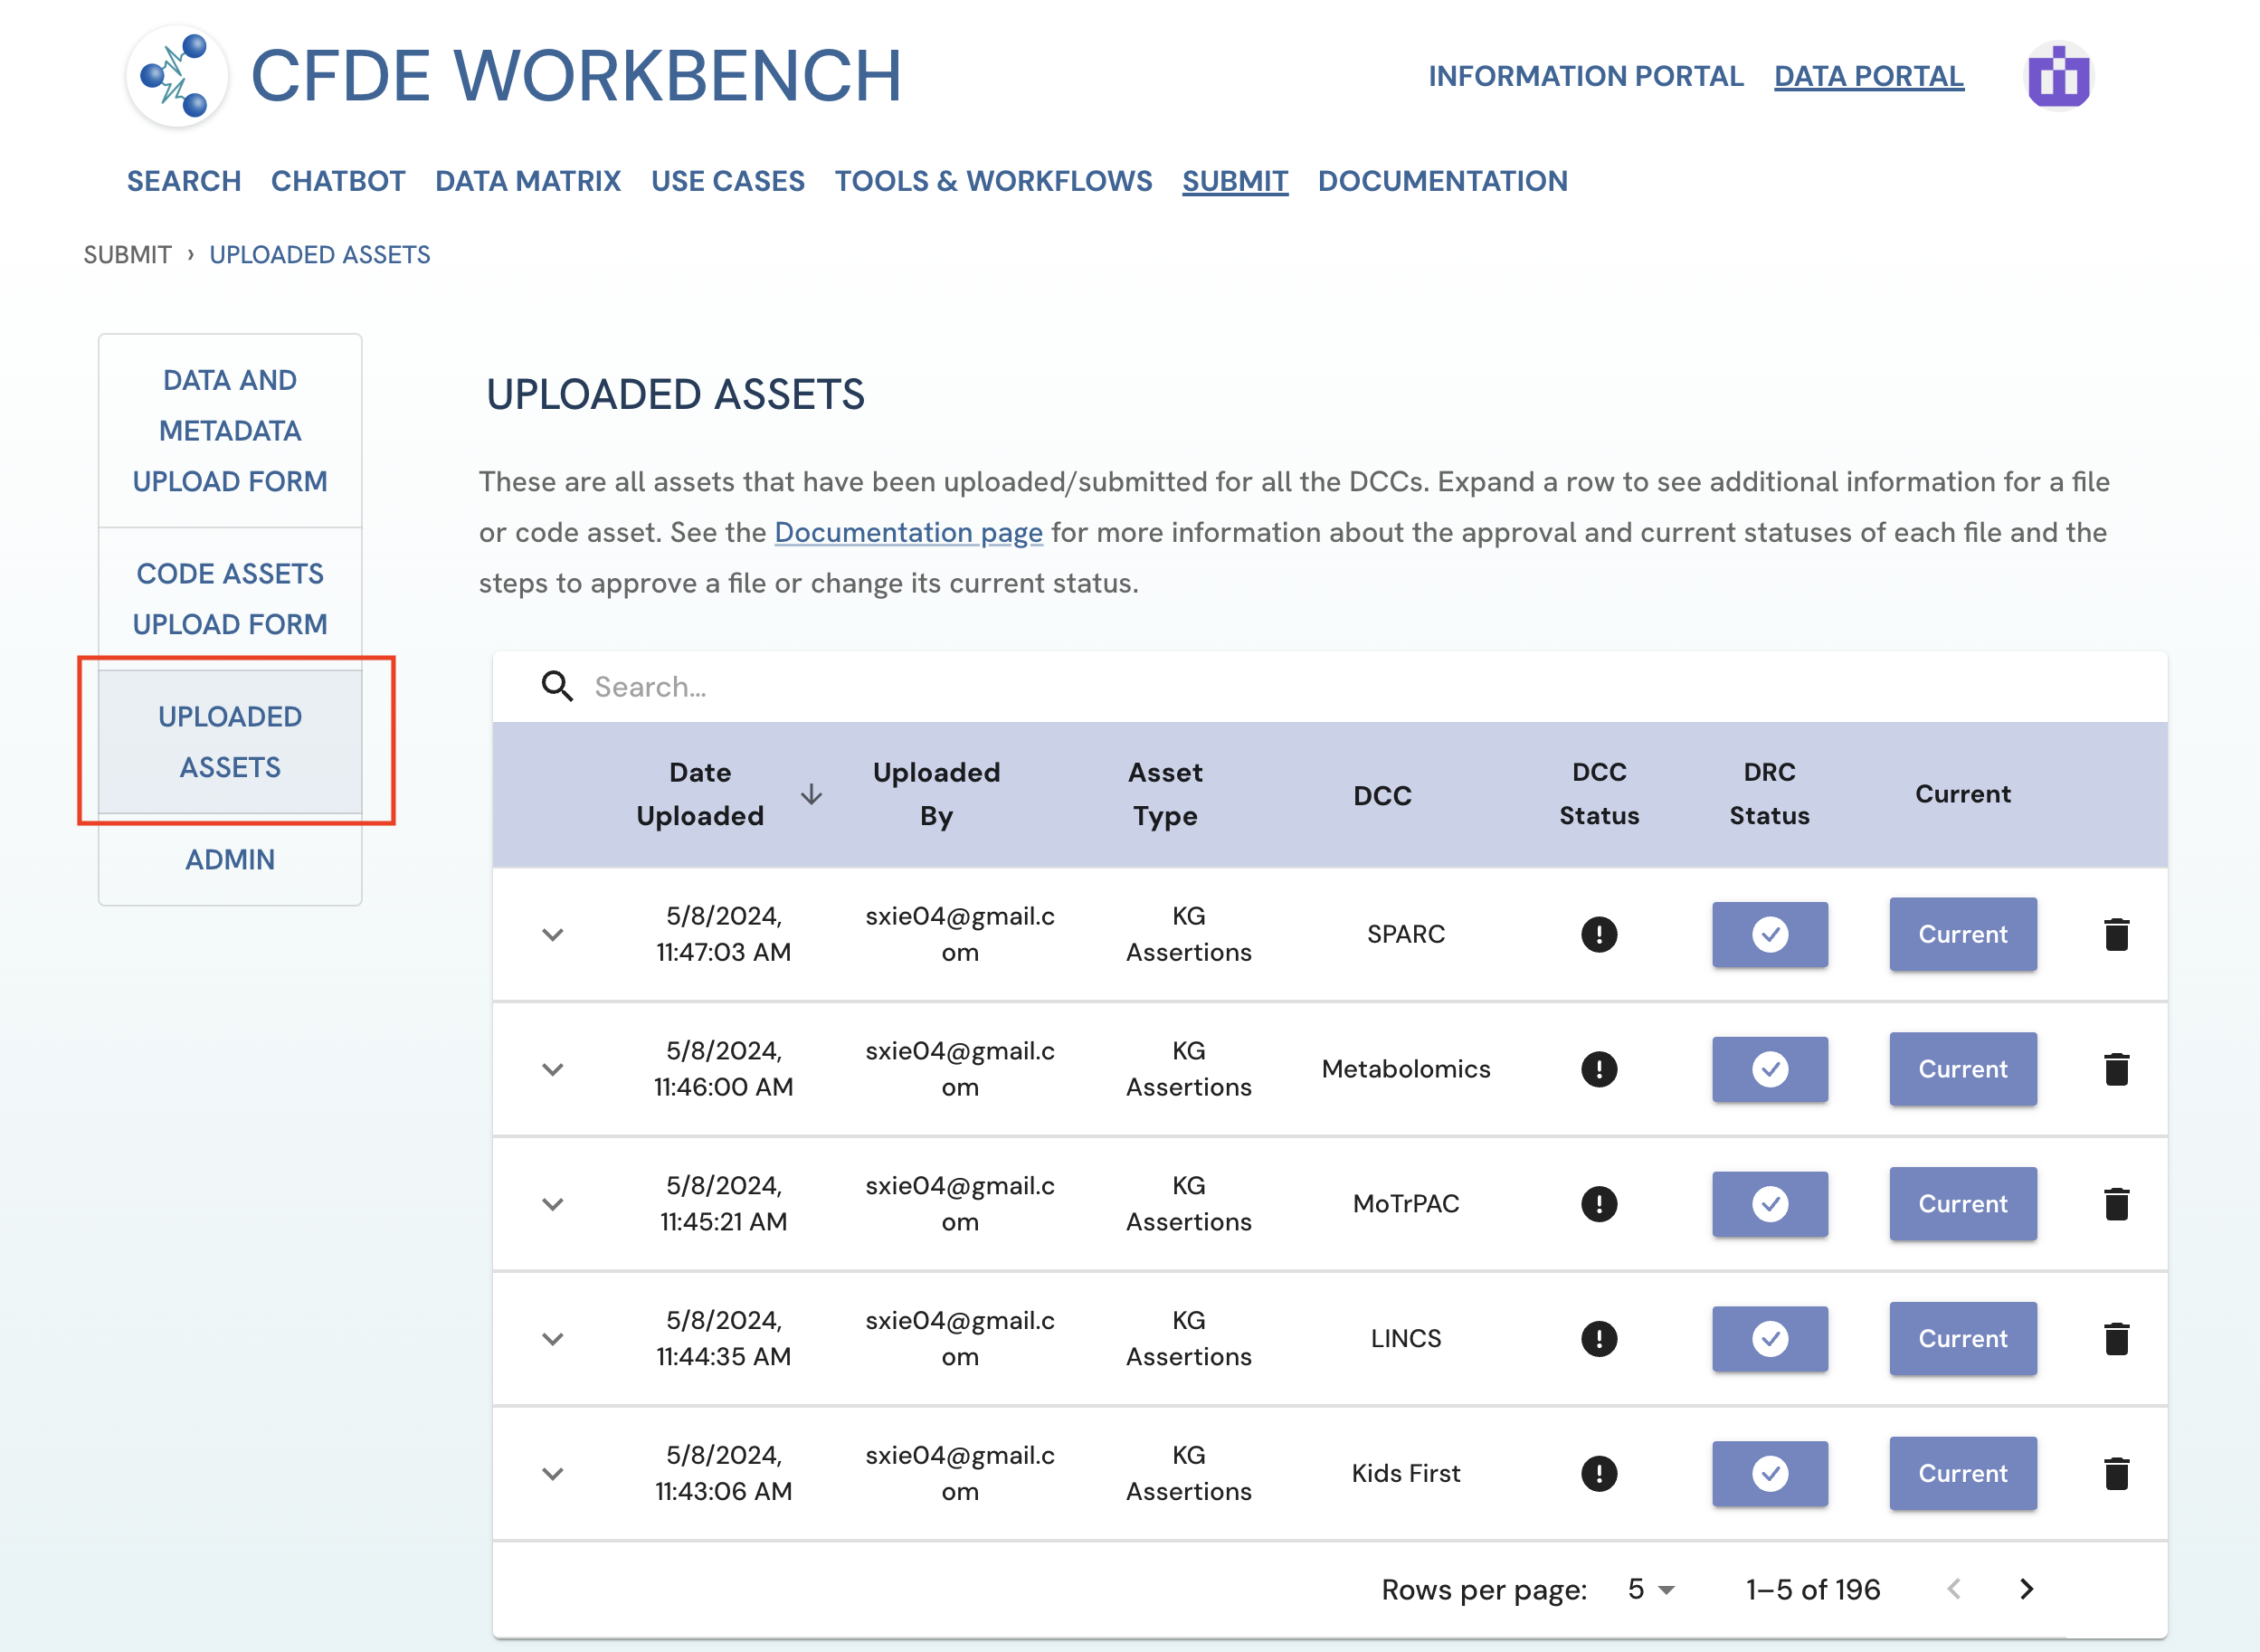 CFDE WORKBENCH
INFORMATION PORTAL DATA PORTAL
SEARCH CHATBOT DATA MATRIX USE CASES TOOLS & WORKFLOWS SUBMIT DOCUMENTATION
SUBMIT › UPLOADED ASSETS
DATA AND
METADATA
UPLOAD FORM
CODE ASSETS
UPLOAD FORM
UPLOADED
ASSETS
ADMIN
UPLOADED ASSETS
These are all assets that have been uploaded/submitted for all the DCCs. Expand a row to see additional information for a file
or code asset. See the Documentation page for more information about the approval and current statuses of each file and the
steps to approve a file or change its current status.
Search...
Date Uploaded Uploaded By Asset Type DCC DCC Status DRC Status Current
5/8/2024, sxie04@gmail.c KG
11:47:03 AM om Assertions SPARC Current
5/8/2024, sxie04@gmail.c KG
11:46:00 AM om Assertions Metabolomics Current
5/8/2024, sxie04@gmail.c KG
11:45:21 AM om Assertions MoTrPAC Current
5/8/2024, sxie04@gmail.c KG
11:44:35 AM om Assertions LINCS Current
5/8/2024, sxie04@gmail.c KG
11:43:06 AM om Assertions Kids First Current
Rows per page: 5 1–5 of 196